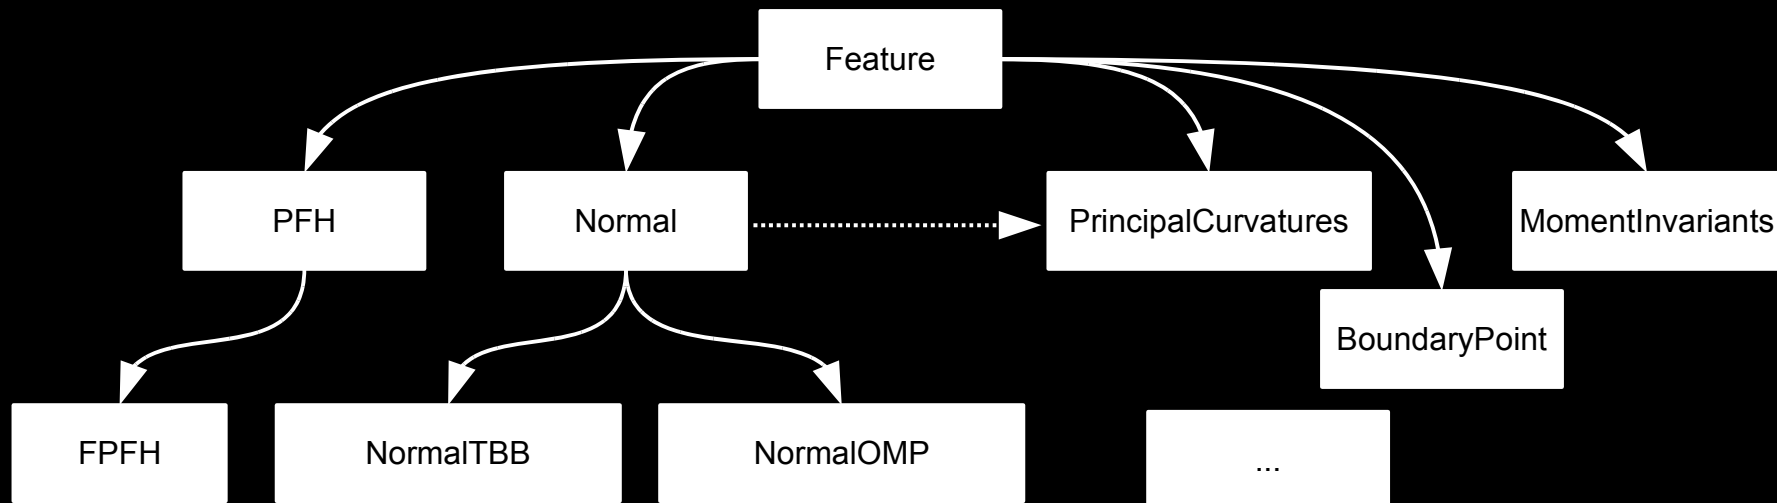 Feature
PFH
Normal
PrincipalCurvatures
MomentInvariants
BoundaryPoint
FPFH
NormalTBB
NormalOMP
...